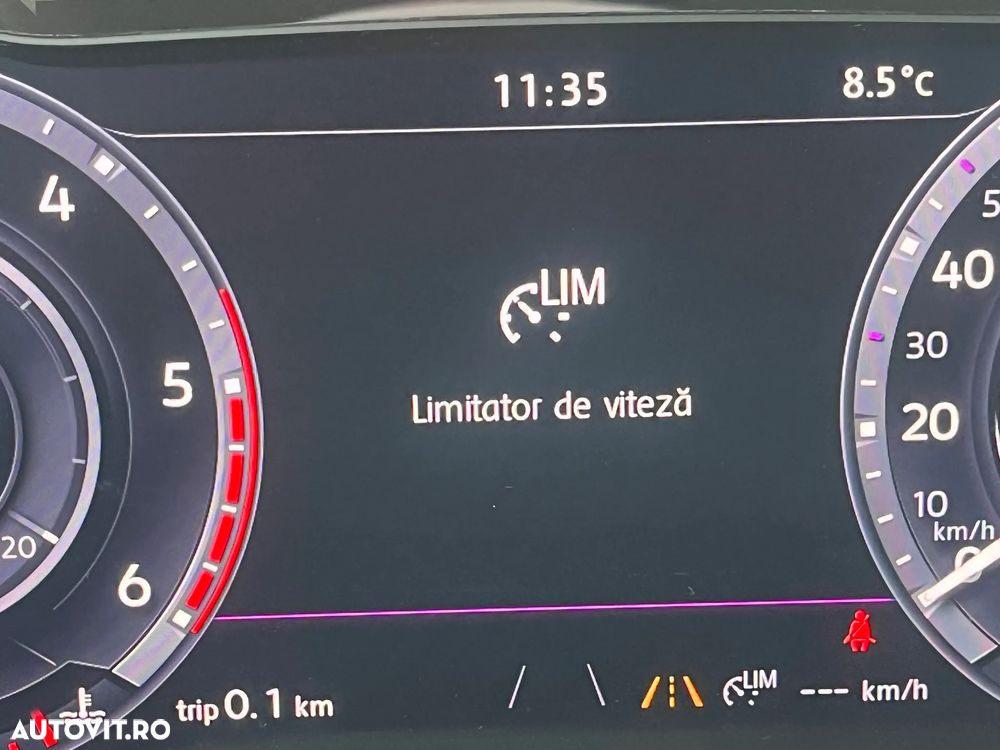 11:35 8.5°C
LIM
Limitator de viteză
4
5
6
20
5
40
30
20
10
km/h
0
trip 0.1 km
LIM --- km/h
AUTOVIT.RO